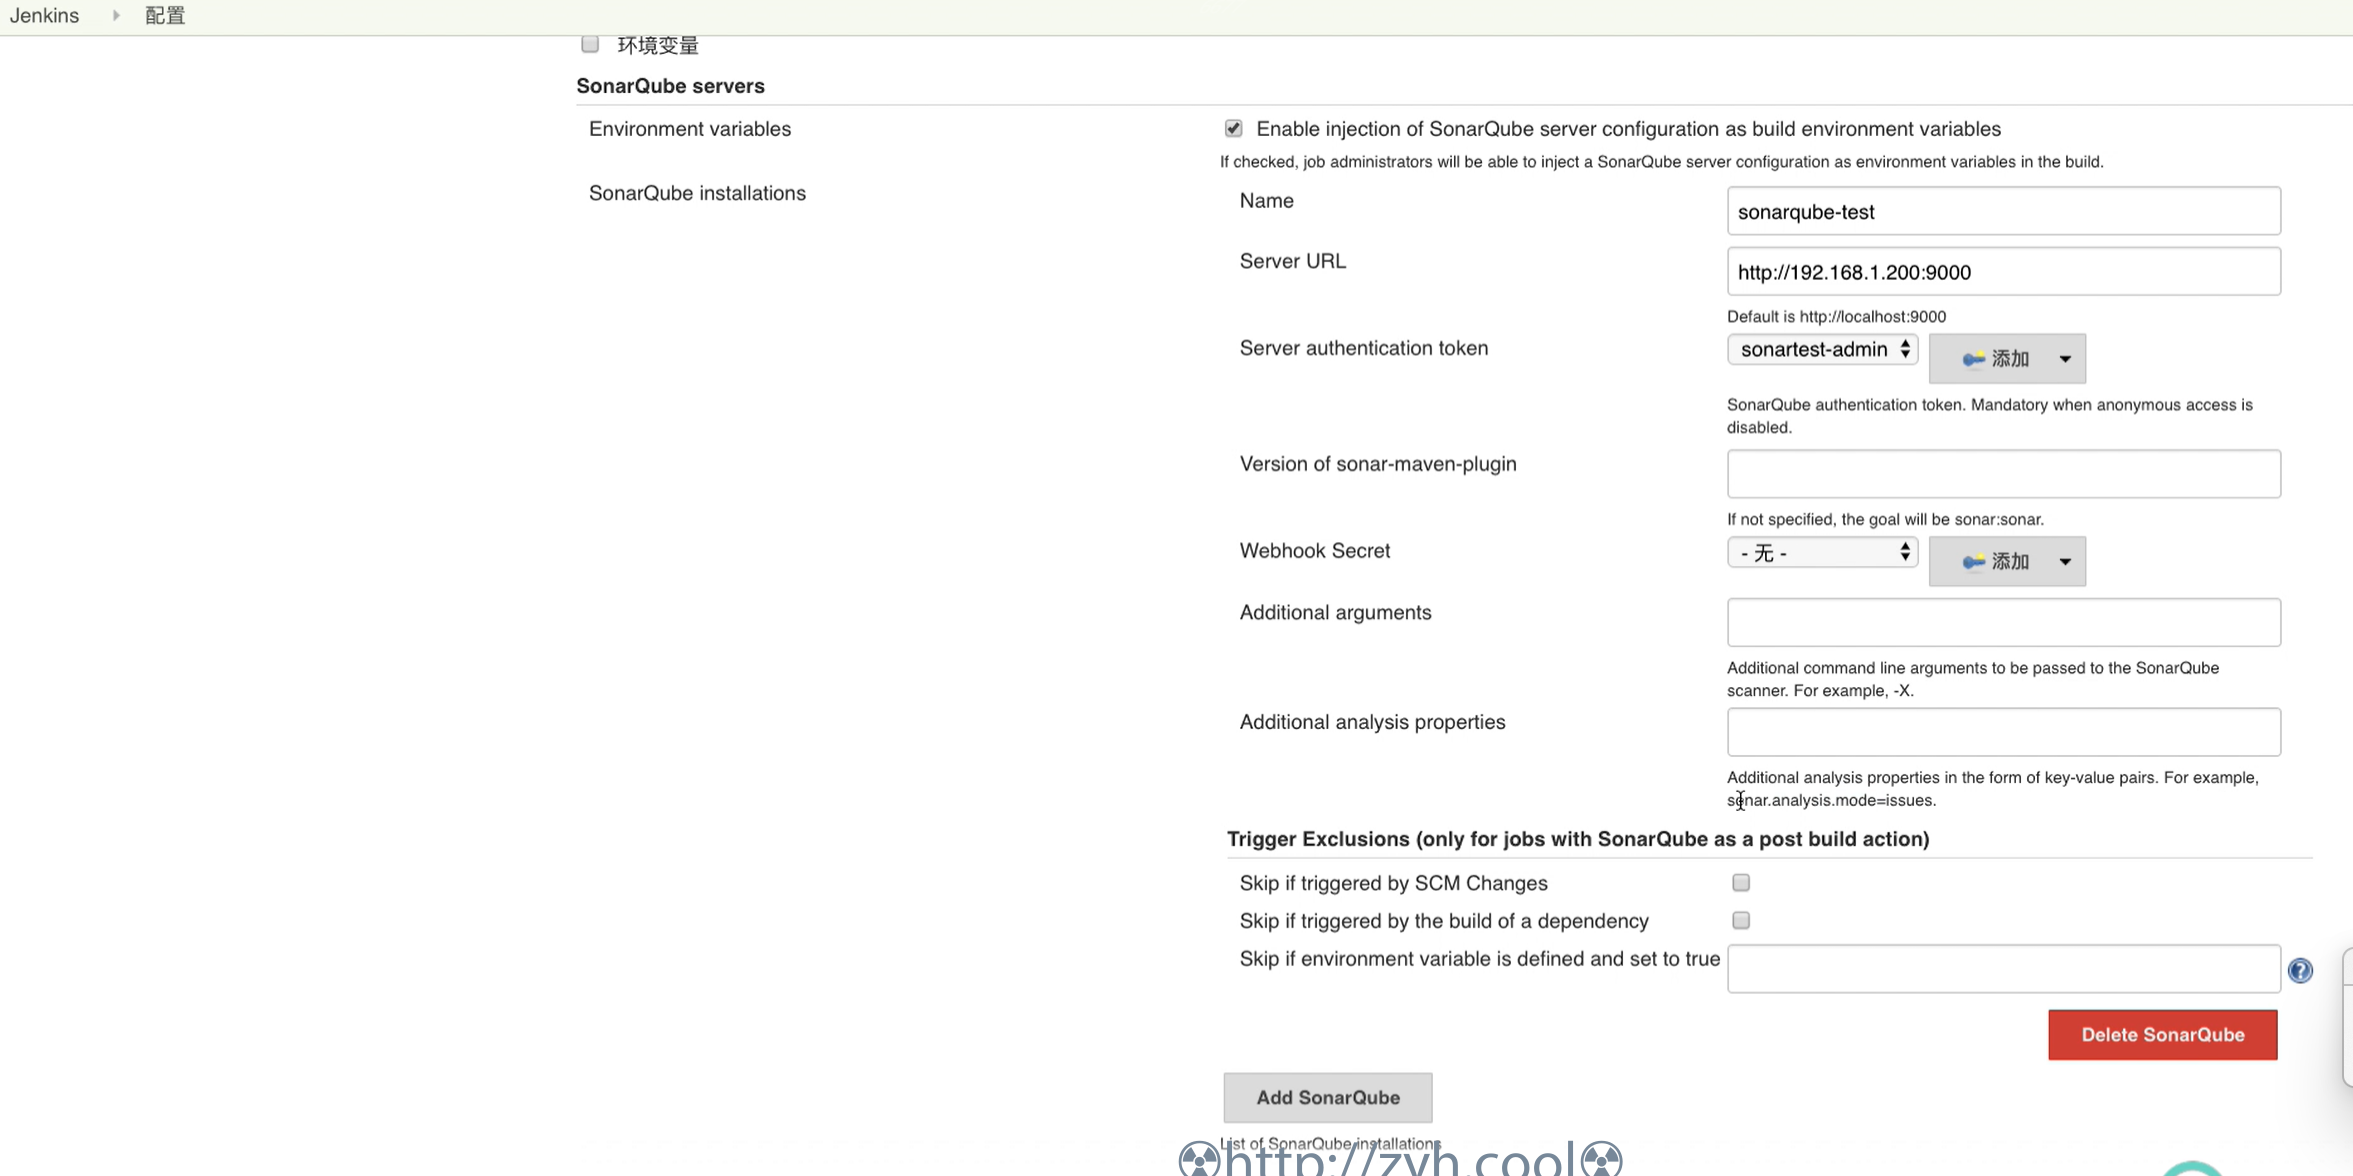 Jenkins 配置
环境变量
SonarQube servers
Environment variables
Enable injection of SonarQube server configuration as build environment variables
If checked, job administrators will be able to inject a SonarQube server configuration as environment variables in the build.
SonarQube installations
Name
sonarqube-test
Server URL
http://192.168.1.200:9000
Default is http://localhost:9000
Server authentication token
sonartest-admin 添加
SonarQube authentication token. Mandatory when anonymous access is
disabled.
Version of sonar-maven-plugin
If not specified, the goal will be sonar:sonar.
Webhook Secret
- 无 - 添加
Additional arguments
Additional command line arguments to be passed to the SonarQube
scanner. For example, -X.
Additional analysis properties
Additional analysis properties in the form of key-value pairs. For example,
sonar.analysis.mode=issues.
Trigger Exclusions (only for jobs with SonarQube as a post build action)
Skip if triggered by SCM Changes
Skip if triggered by the build of a dependency
Skip if environment variable is defined and set to true
Delete SonarQube
Add SonarQube
List of SonarQube installations
http://zyh.cool